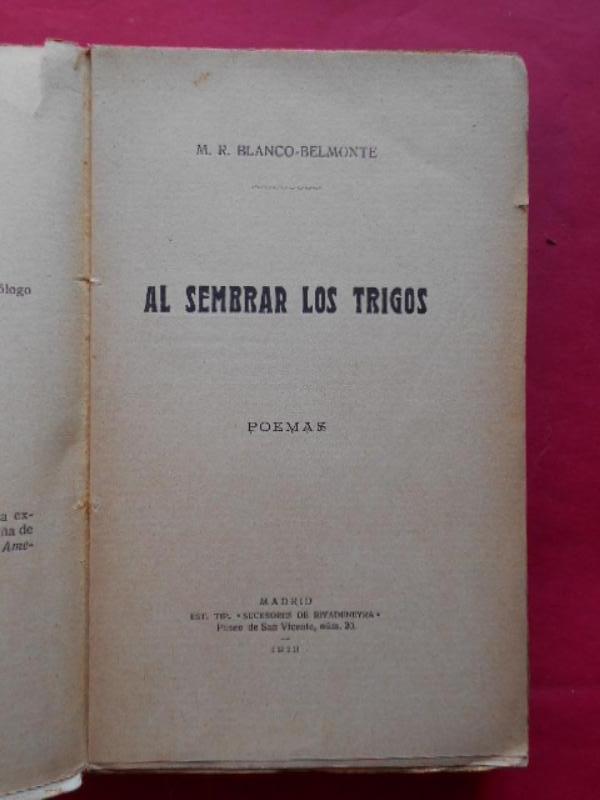 ólogo
a ex-
ña de
Ame-
M. R. BLANCO-BELMONTE
AL SEMBRAR LOS TRIGOS
POEMAS
MADRID
EST. TIP. «SUCESORES DE RIVADENEYRA»
Paseo de San Vicente, núm. 20.